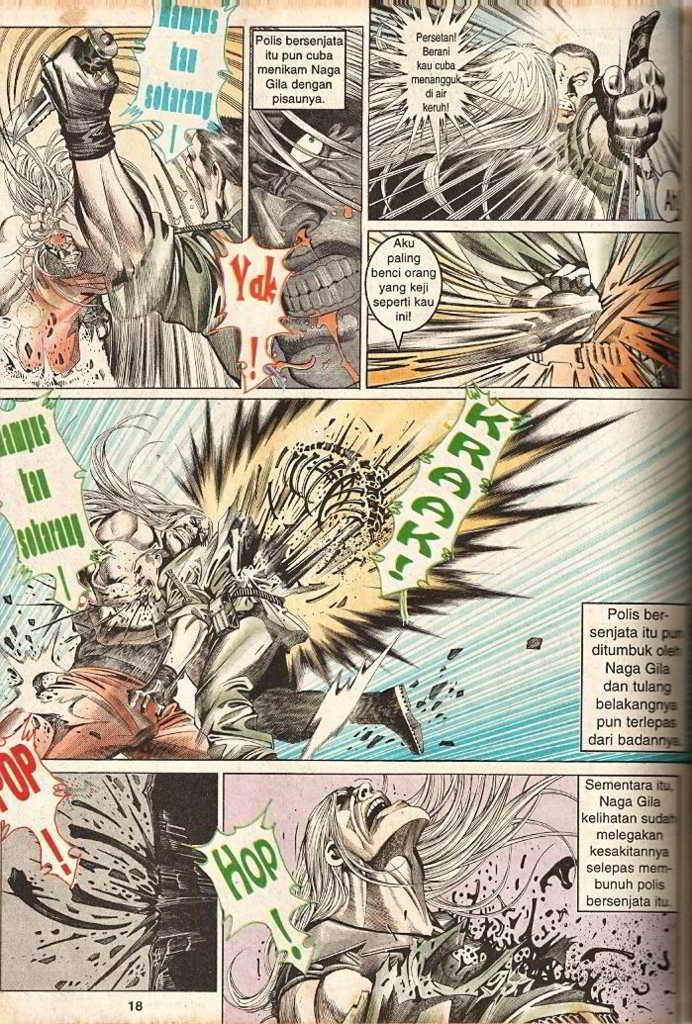 Mampus
kau
sekarang
!
Polis bersenjata
itu pun cuba
menikam Naga
Gila dengan
pisaunya.
Yak
!
Persetan!
Berani
kau cuba
menangguk
di air
keruh!
Aku
paling
benci orang
yang keji
seperti kau
ini!
Mampus
kau
sekarang
!
KRAAAK!
Polis ber-
senjata itu pun
ditumbuk oleh
Naga Gila
dan tulang
belakangnya
pun terlepas
dari badannya.
POP
!
HOP
!
Sementara itu,
Naga Gila
kelihatan sudah
melegakan
kesakitannya
selepas mem-
bunuh polis
bersenjata itu.
18